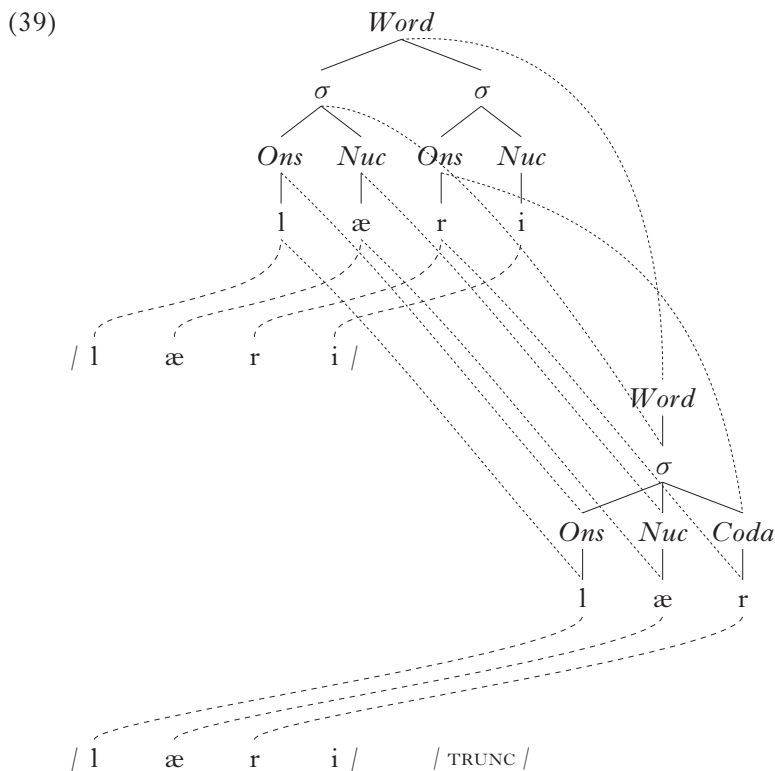 (39)
Word
σ σ
Ons Nuc Ons Nuc
l æ r i
/ l æ r i /
Word
σ
Ons Nuc Coda
l æ r
/ l æ r i / / TRUNC /